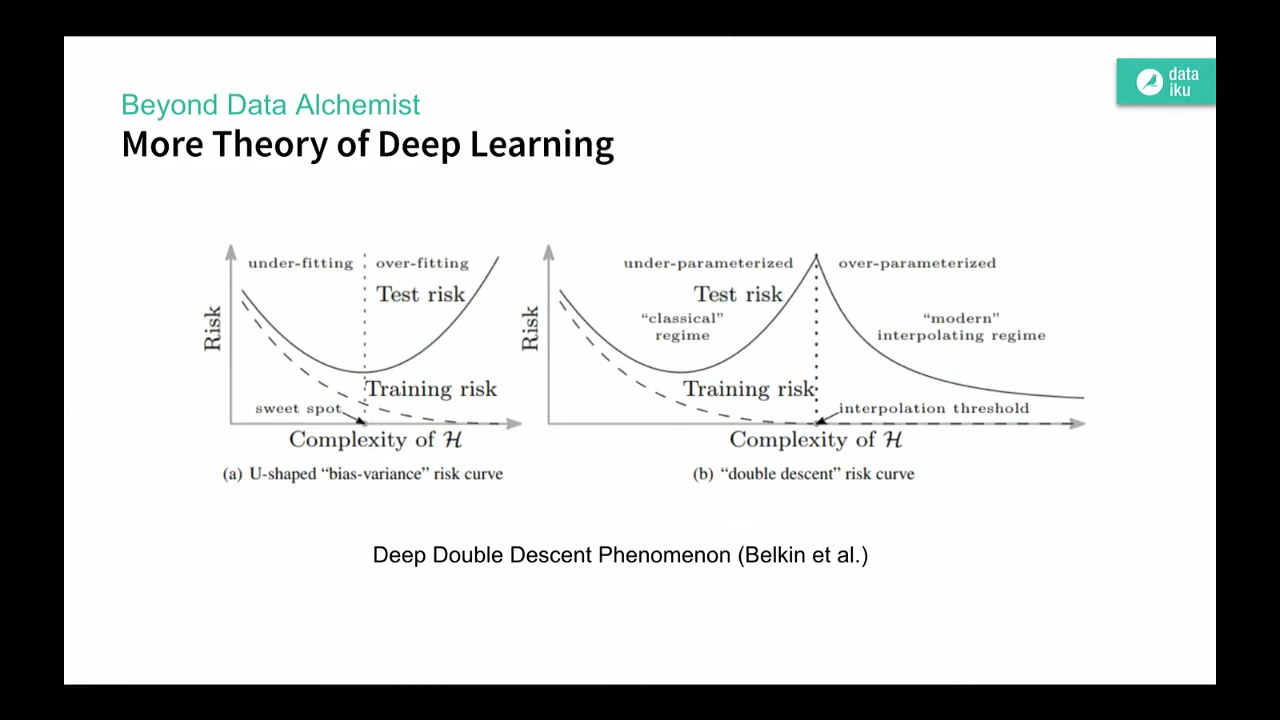 data
iku
Beyond Data Alchemist
More Theory of Deep Learning
under-fitting
over-fitting
Test risk
Risk
Training risk
sweet spot
Complexity of ℋ
(a) U-shaped “bias-variance” risk curve
under-parameterized
over-parameterized
Test risk
“classical”
regime
“modern”
interpolating regime
Risk
Training risk
interpolation threshold
Complexity of ℋ
(b) “double descent” risk curve
Deep Double Descent Phenomenon (Belkin et al.)